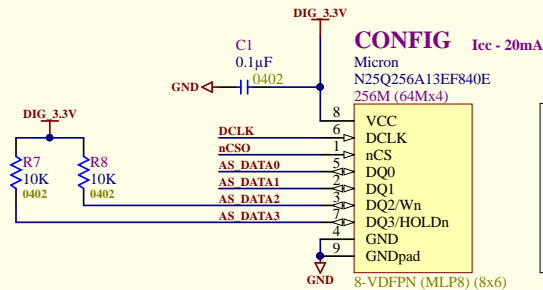 DIG_3.3V
CONFIG Icc - 20mA
C1
0.1µF
0402
GND
Micron
N25Q256A13EF840E
256M (64Mx4)
DIG_3.3V
R7
10K
0402
R8
10K
0402
8 VCC
DCLK 6 DCLK
nCSO 1 nCS
AS_DATA0 5 DQ0
AS_DATA1 2 DQ1
AS_DATA2 3 DQ2/Wn
AS_DATA3 7 DQ3/HOLDn
4 GND
9 GNDpad
GND
8-VDFPN (MLP8) (8x6)